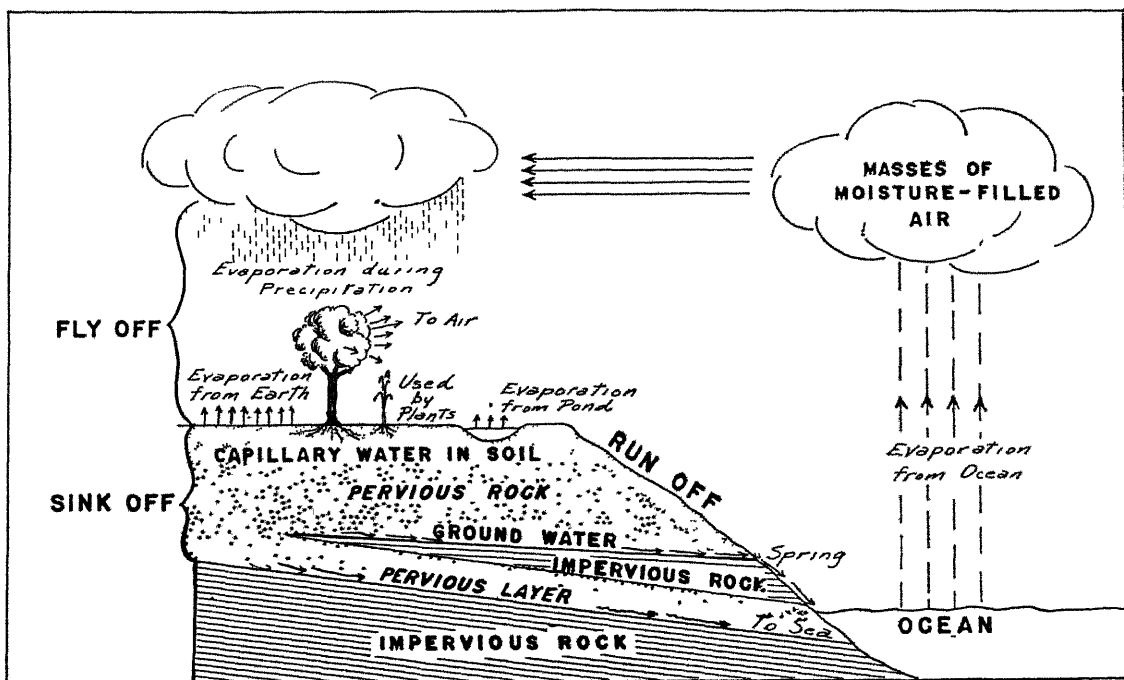 MASSES OF
MOISTURE-FILLED
AIR
Evaporation during
Precipitation
FLY OFF
To Air
Evaporation
from Earth
Used
by
Plants
Evaporation
from Pond
CAPILLARY WATER IN SOIL
RUN OFF
Evaporation
from Ocean
PERVIOUS ROCK
SINK OFF
GROUND WATER
Spring
IMPERVIOUS ROCK
PERVIOUS LAYER
To Sea
OCEAN
IMPERVIOUS ROCK